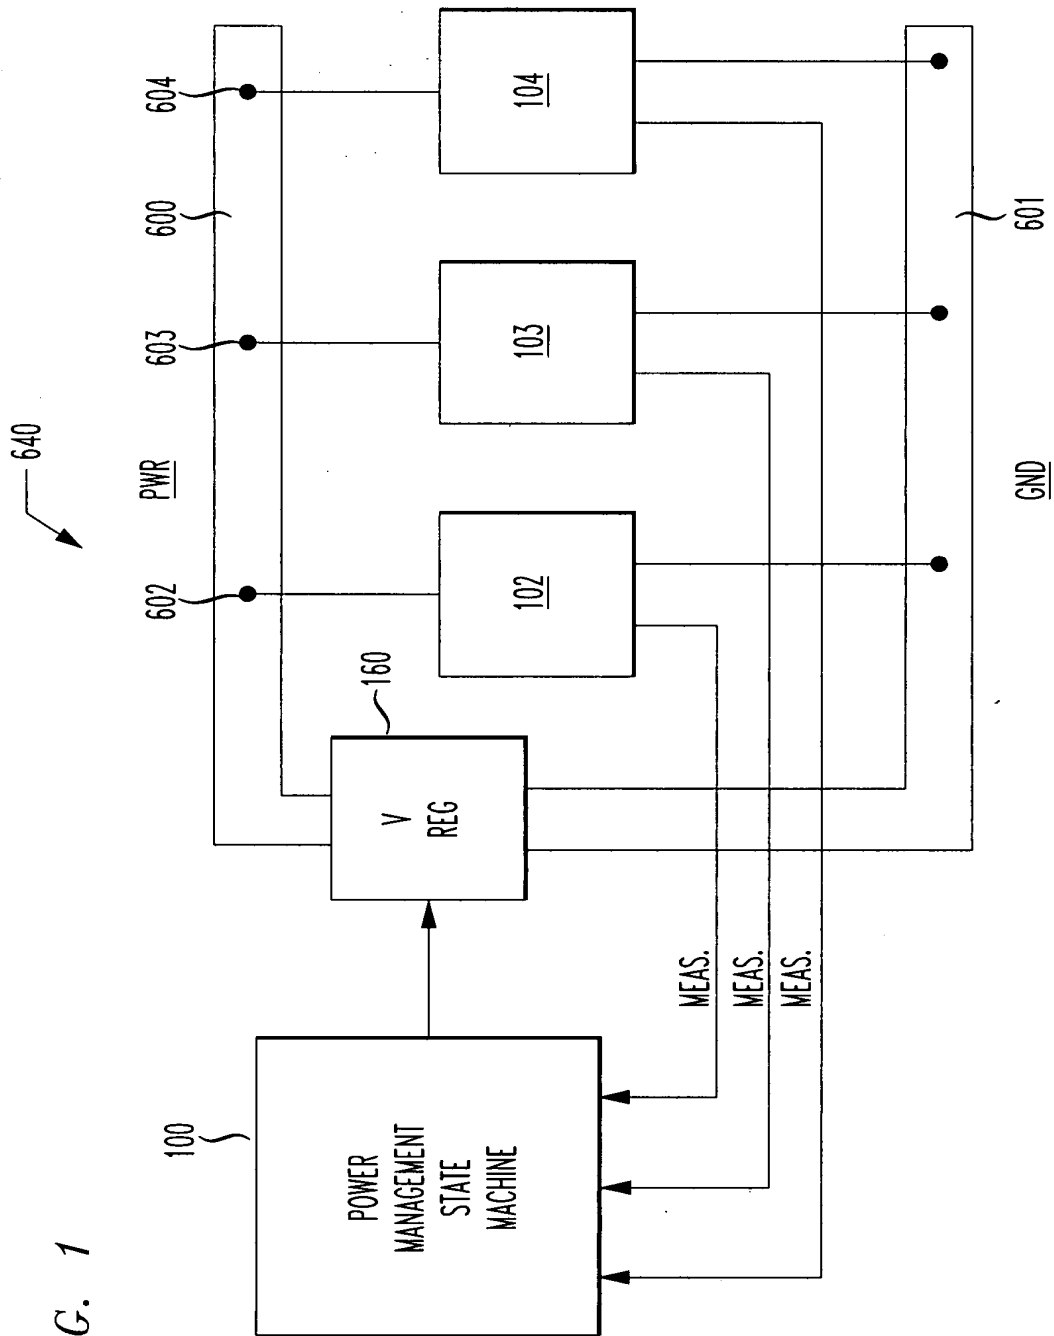 G. 1
640
PWR
602
603
600
604
100
POWER
MANAGEMENT
STATE
MACHINE
160
V
REG
102
103
104
MEAS.
MEAS.
MEAS.
GND
601